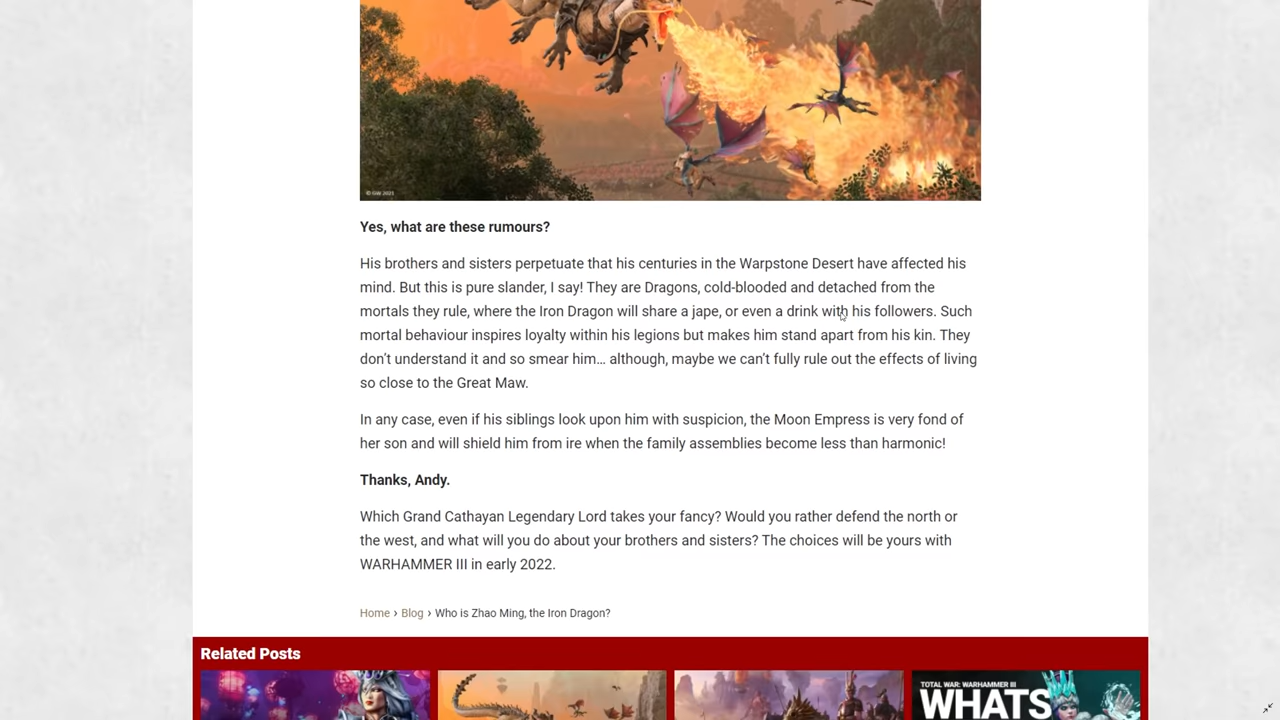 © GW 2021
Yes, what are these rumours?
His brothers and sisters perpetuate that his centuries in the Warpstone Desert have affected his
mind. But this is pure slander, I say! They are Dragons, cold-blooded and detached from the
mortals they rule, where the Iron Dragon will share a jape, or even a drink with his followers. Such
mortal behaviour inspires loyalty within his legions but makes him stand apart from his kin. They
don’t understand it and so smear him… although, maybe we can’t fully rule out the effects of living
so close to the Great Maw.
In any case, even if his siblings look upon him with suspicion, the Moon Empress is very fond of
her son and will shield him from ire when the family assemblies become less than harmonic!
Thanks, Andy.
Which Grand Cathayan Legendary Lord takes your fancy? Would you rather defend the north or
the west, and what will you do about your brothers and sisters? The choices will be yours with
WARHAMMER III in early 2022.
Home › Blog › Who is Zhao Ming, the Iron Dragon?
Related Posts
TOTAL WAR: WARHAMMER III
WHATS